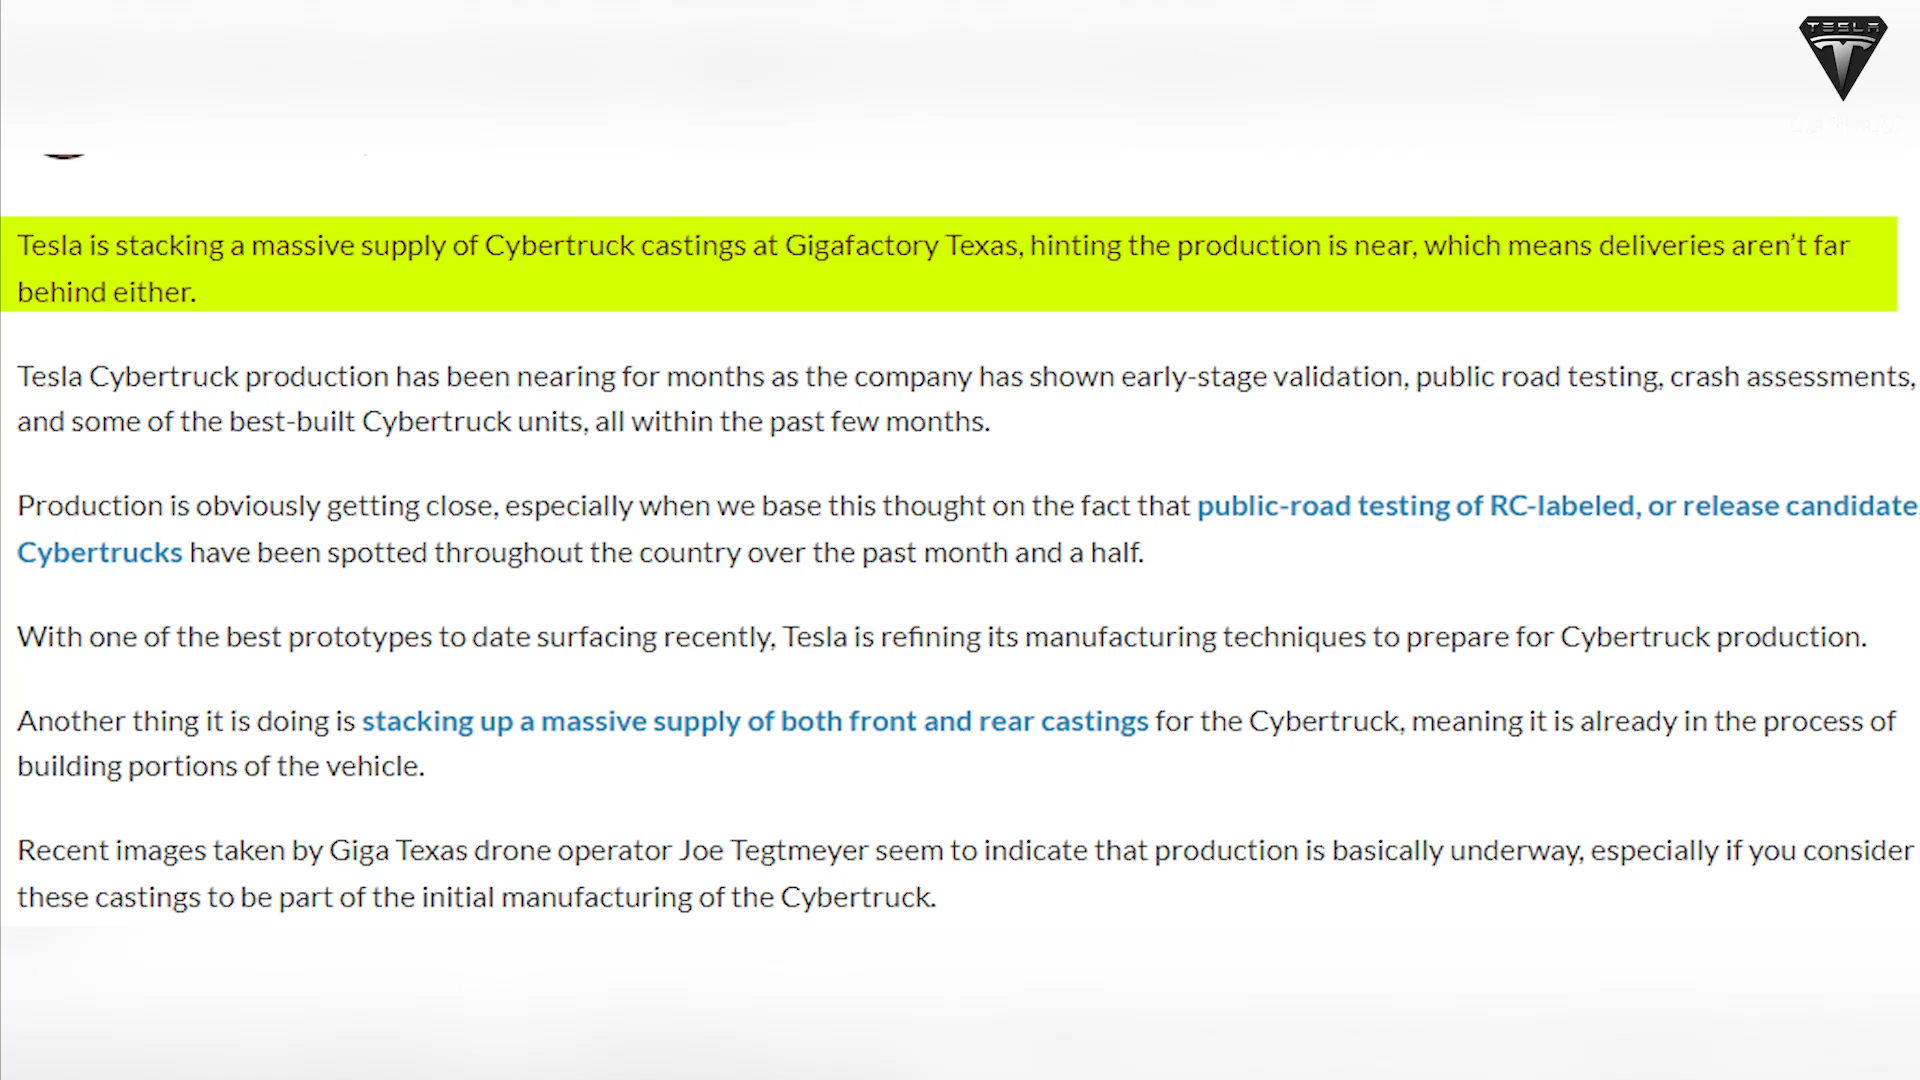 TESLA
Tesla is stacking a massive supply of Cybertruck castings at Gigafactory Texas, hinting the production is near, which means deliveries aren't far
behind either.
Tesla Cybertruck production has been nearing for months as the company has shown early-stage validation, public road testing, crash assessments,
and some of the best-built Cybertruck units, all within the past few months.
Production is obviously getting close, especially when we base this thought on the fact that public-road testing of RC-labeled, or release candidate,
Cybertrucks have been spotted throughout the country over the past month and a half.
With one of the best prototypes to date surfacing recently, Tesla is refining its manufacturing techniques to prepare for Cybertruck production.
Another thing it is doing is stacking up a massive supply of both front and rear castings for the Cybertruck, meaning it is already in the process of
building portions of the vehicle.
Recent images taken by Giga Texas drone operator Joe Tegtmeyer seem to indicate that production is basically underway, especially if you consider
these castings to be part of the initial manufacturing of the Cybertruck.